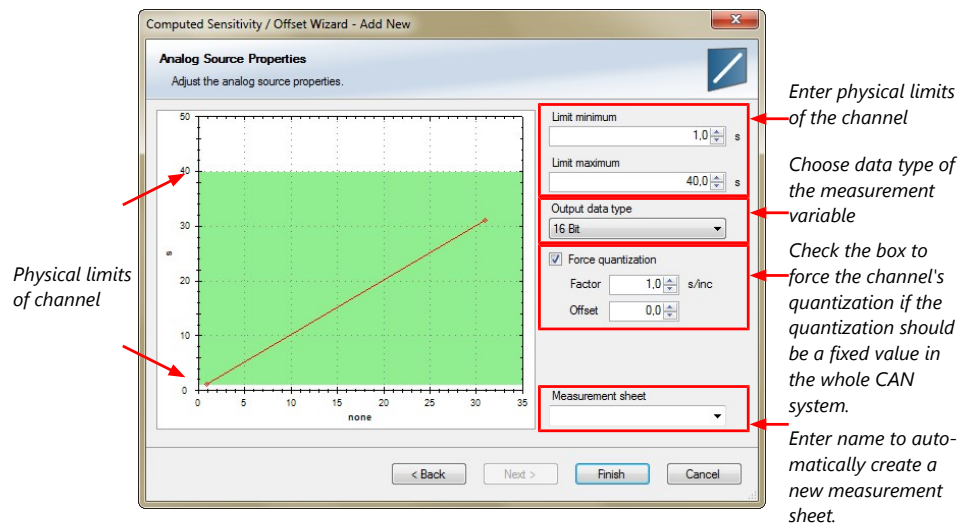 Computed Sensitivity / Offset Wizard - Add New
Analog Source Properties
Adjust the analog source properties.
50
40
30
20
10
0
s
0 5 10 15 20 25 30 35
none
Limit minimum
1,0 s
Limit maximum
40,0 s
Output data type
16 Bit
Force quantization
Factor 1,0 s/inc
Offset 0,0
Measurement sheet
< Back Next > Finish Cancel
Physical limits
of channel
Enter physical limits
of the channel
Choose data type of
the measurement
variable
Check the box to
force the channel's
quantization if the
quantization should
be a fixed value in
the whole CAN
system.
Enter name to auto-
matically create a
new measurement
sheet.